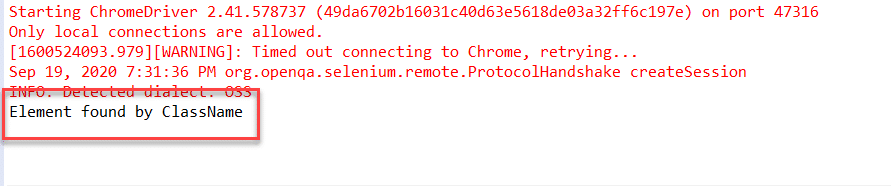 Starting ChromeDriver 2.41.578737 (49da6702b16031c40d63e5618de03a32ff6c197e) on port 47316
Only local connections are allowed.
[1600524093.979][WARNING]: Timed out connecting to Chrome, retrying...
Sep 19, 2020 7:31:36 PM org.openqa.selenium.remote.ProtocolHandshake createSession
INFO: Detected dialect: OSS
Element found by ClassName